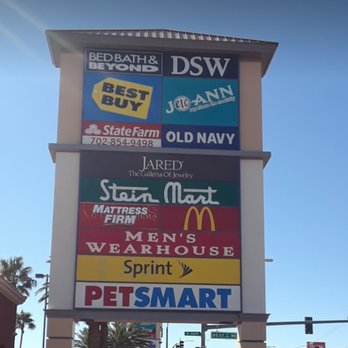 BED BATH &
BEYOND
DSW
BEST
BUY
JO-ANN
etc
State Farm
702-854-9498
OLD NAVY
JARED
The Galleria Of Jewelry
Stein Mart
MATTRESS
FIRM
M
MEN'S
WEARHOUSE
Sprint
PETSMART